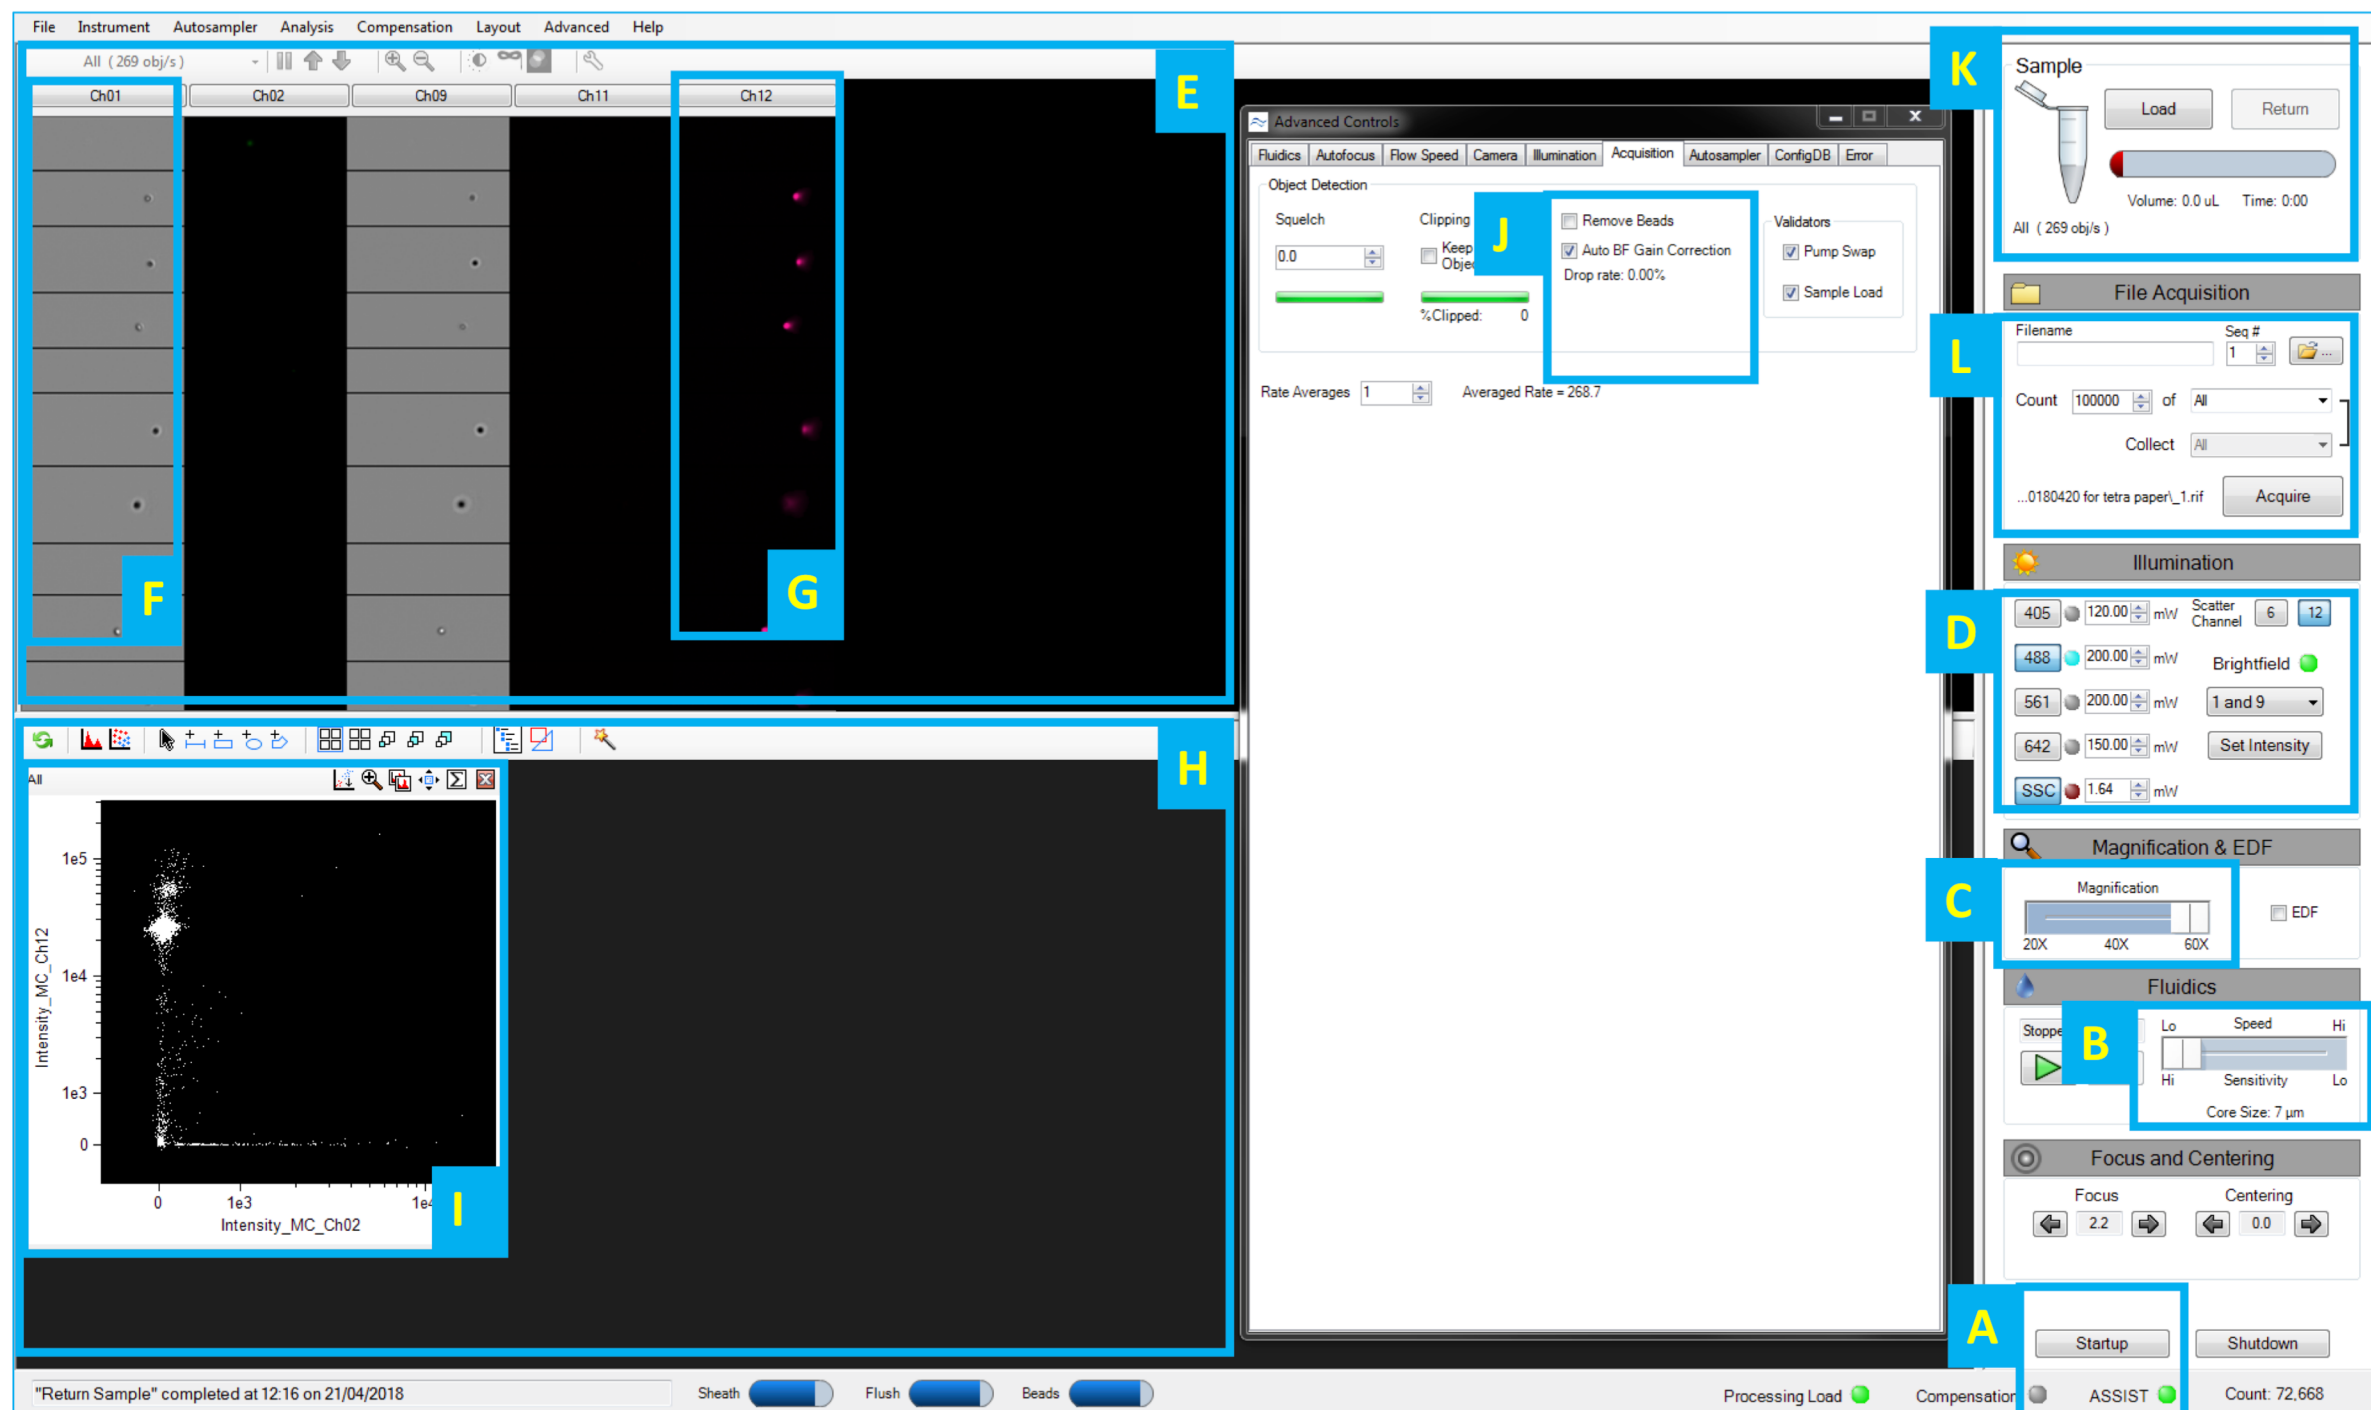 File Instrument Autosampler Analysis Compensation Layout Advanced Help
All ( 269 obj/s )
E
Ch01 Ch02 Ch09 Ch11 Ch12
F
G
Advanced Controls
Fluidics Autofocus Flow Speed Camera Illumination Acquisition Autosampler ConfigDB Error
Object Detection
Squelch
0.0
Clipping
Keep
%Clipped: 0
J
Remove Beads
Auto BF Gain Correction
Drop rate: 0.00%
Validators
Pump Swap
Sample Load
Rate Averages 1 Averaged Rate = 268.7
K
Sample
Load Return
Volume: 0.0 uL Time: 0:00
All ( 269 obj/s )
File Acquisition
L
Filename Seq #
1 ...
Count 100000 of All
Collect All
...0180420 for tetra paper\_1.rif Acquire
Illumination
D
405 120.00 mW Scatter Channel 6 12
488 200.00 mW Brightfield
561 200.00 mW 1 and 9
642 150.00 mW Set Intensity
SSC 1.64 mW
Magnification & EDF
C
Magnification
20X 40X 60X
EDF
Fluidics
B
Lo Speed Hi
Hi Sensitivity Lo
Core Size: 7 µm
Focus and Centering
Focus Centering
2.2 0.0
A
Startup Shutdown
H
All
Intensity_MC_Ch12
1e5
1e4
1e3
0
0 1e3
Intensity_MC_Ch02
I
"Return Sample" completed at 12:16 on 21/04/2018 Sheath Flush Beads Processing Load Compensation ASSIST Count: 72,668